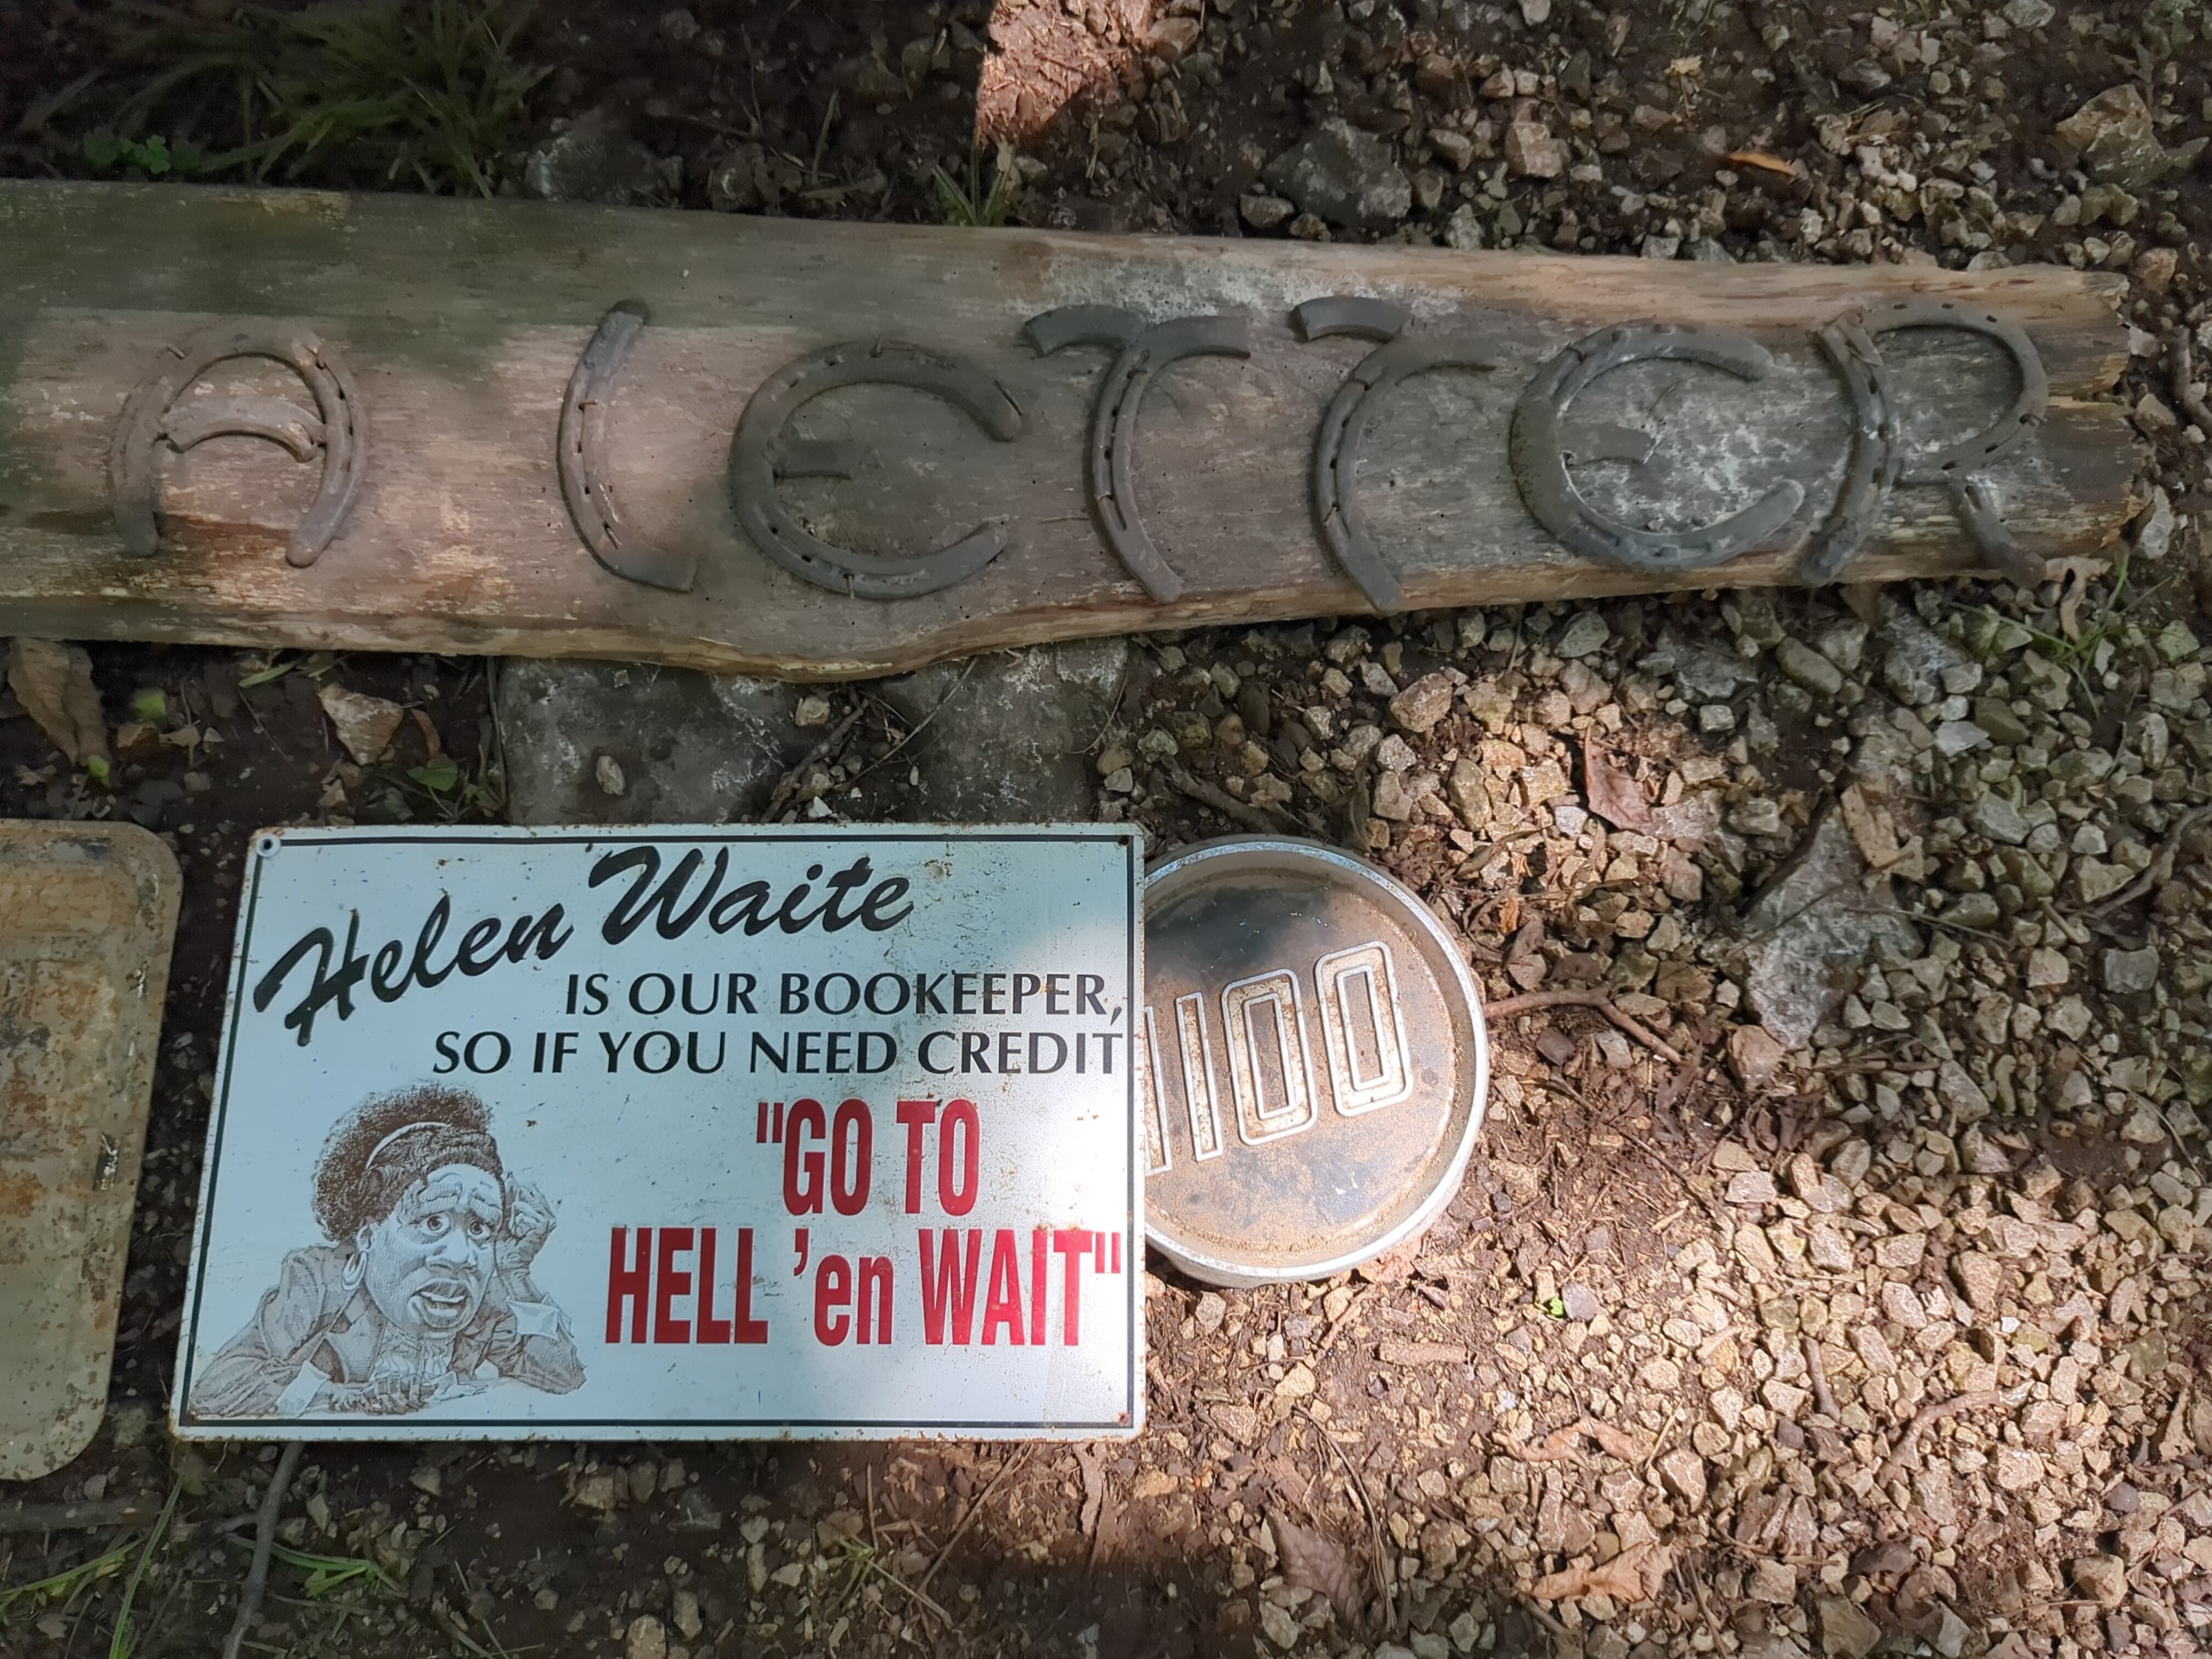 A LeTTeR
Helen Waite
IS OUR BOOKEEPER,
SO IF YOU NEED CREDIT
"GO TO
HELL 'en WAIT"
1100